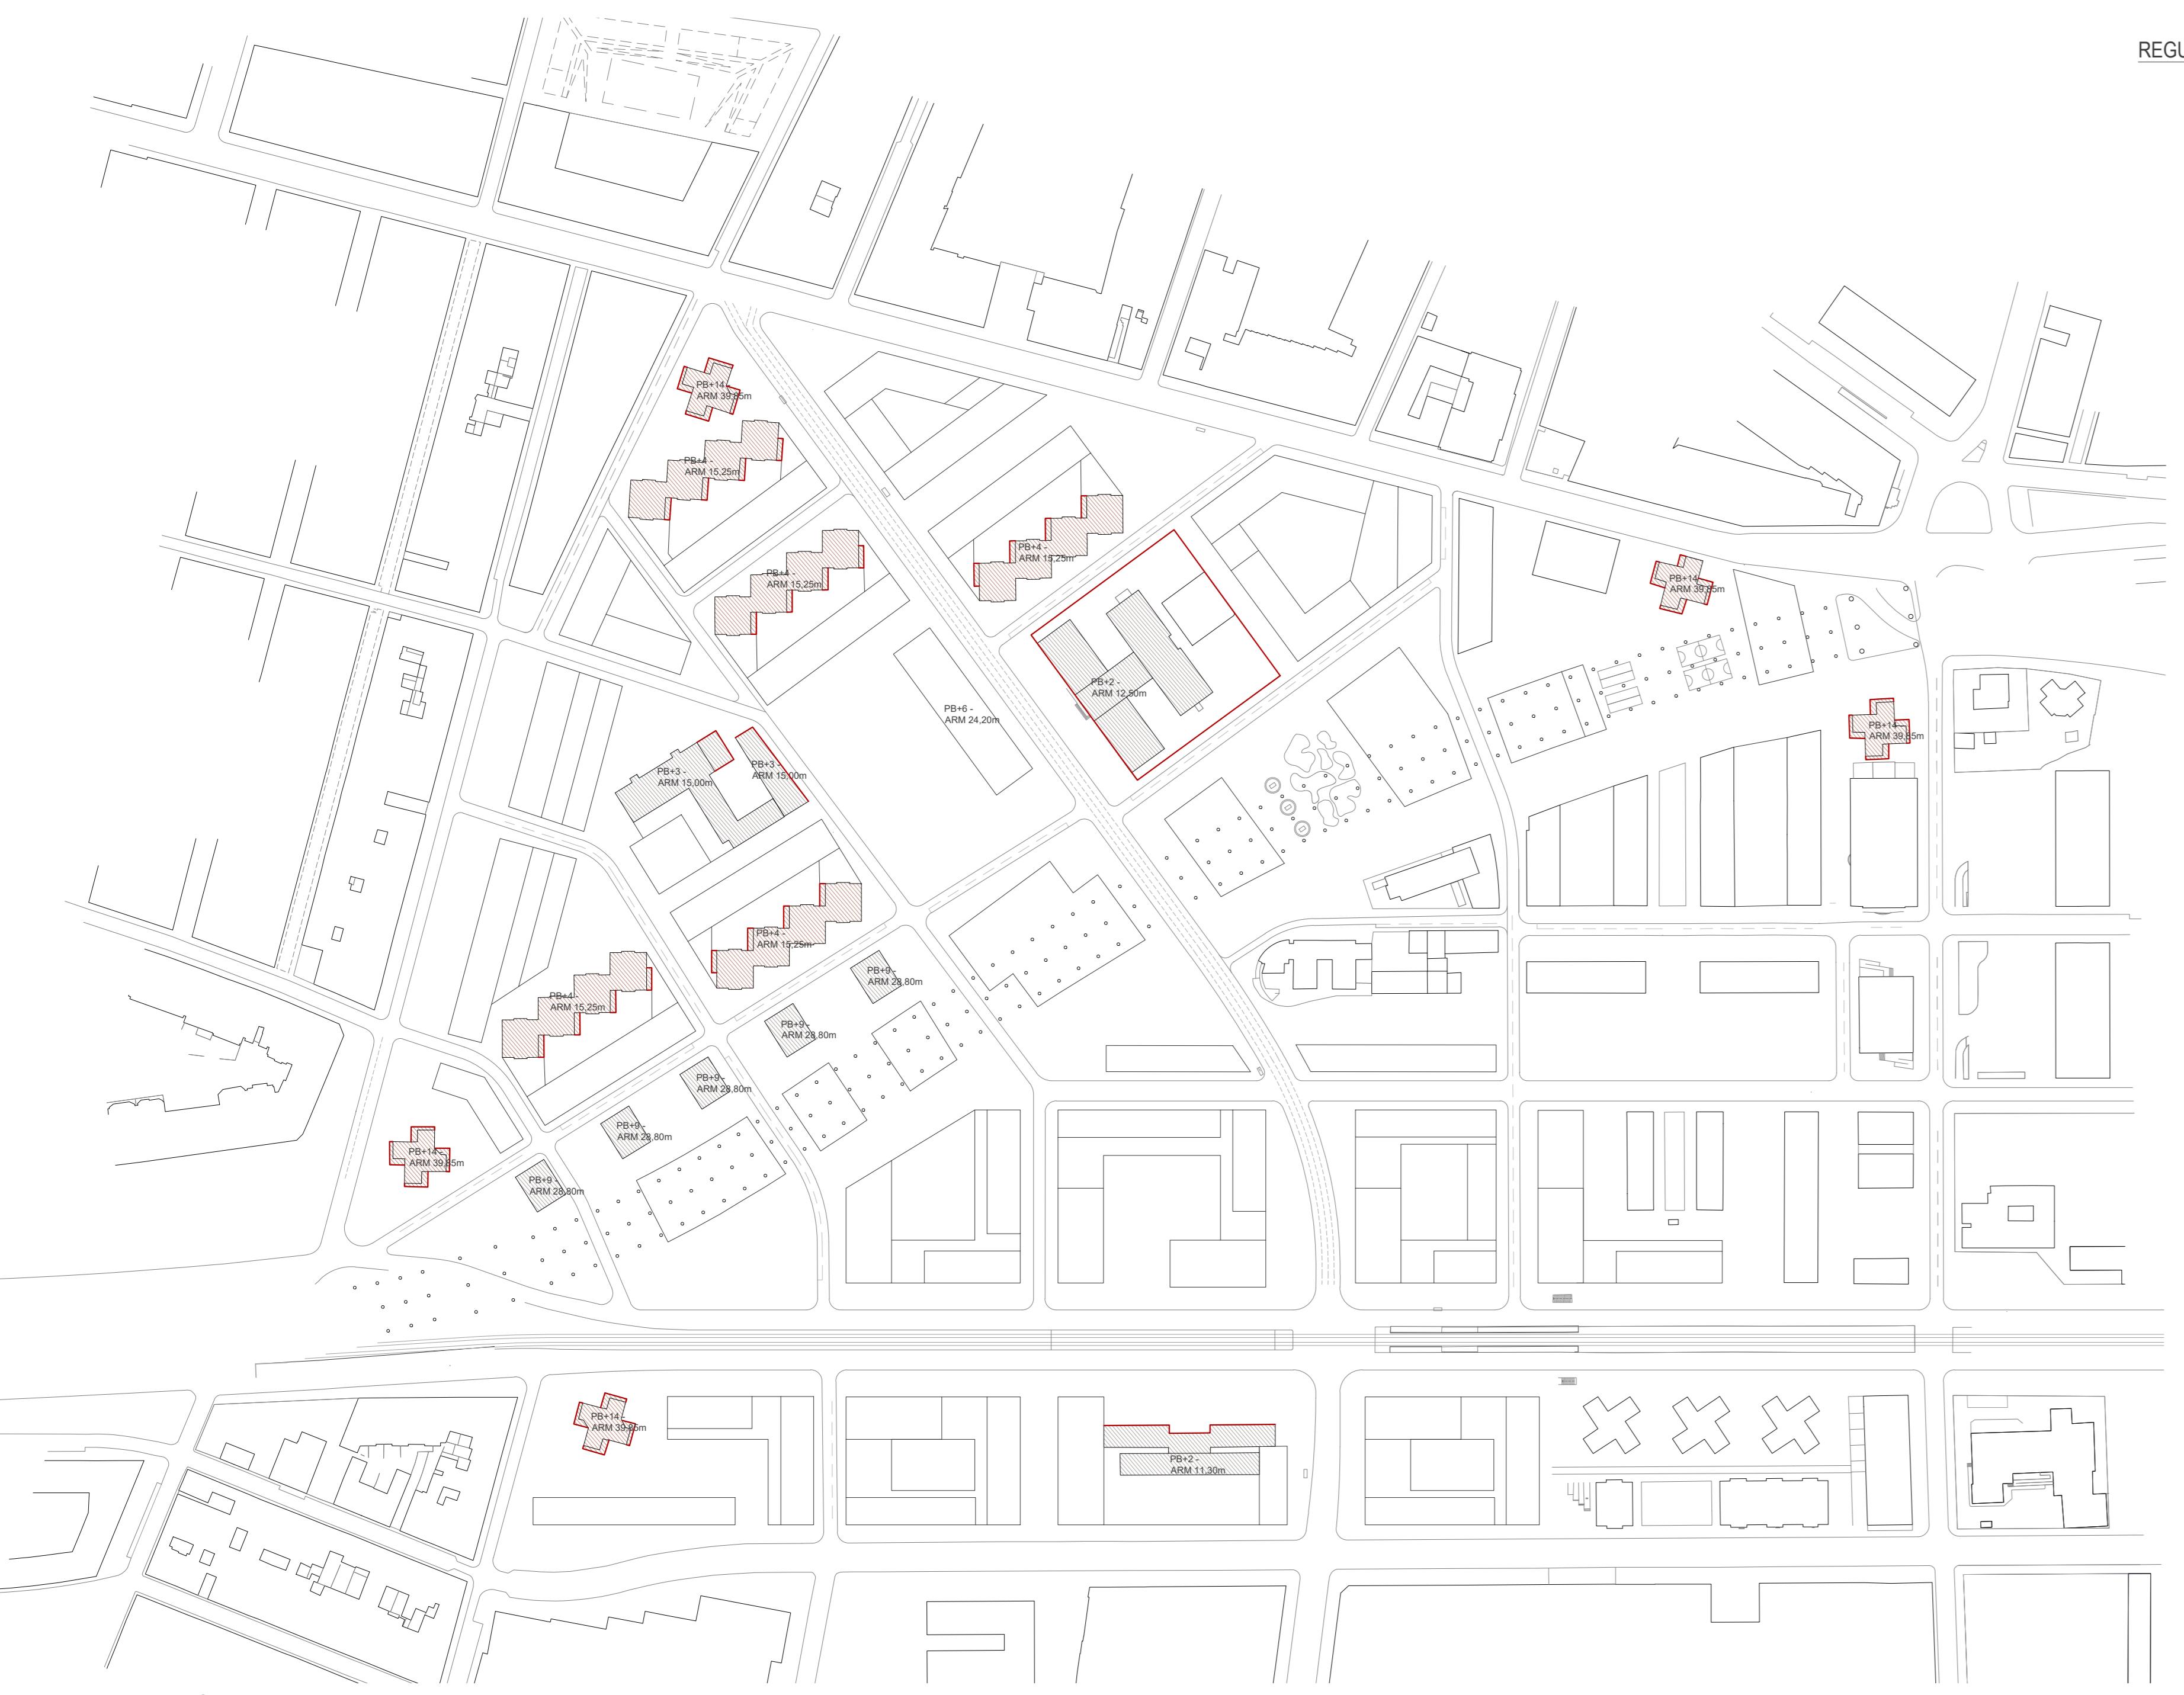 REGU
PB+14 -
ARM 39,85m
PB+4 -
ARM 15,25m
PB+4 -
ARM 15,25m
PB+4 -
ARM 15,25m
PB+14 -
ARM 39,85m
PB+2 -
ARM 12,50m
PB+6 -
ARM 24,20m
PB+14 -
ARM 39,85m
PB+3 -
ARM 15,00m
PB+3 -
ARM 15,00m
PB+4 -
ARM 15,25m
PB+9 -
ARM 28,80m
PB+4 -
ARM 15,25m
PB+9 -
ARM 28,80m
PB+9 -
ARM 28,80m
PB+9 -
ARM 28,80m
PB+14 -
ARM 39,85m
PB+9 -
ARM 28,80m
PB+14 -
ARM 39,85m
PB+2 -
ARM 11,30m